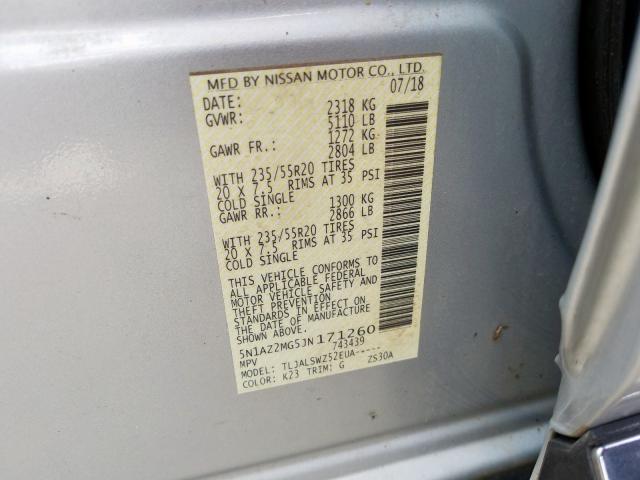 MFD BY NISSAN MOTOR CO., LTD.
DATE: 07/18
GVWR: 2318 KG
5110 LB
GAWR FR.: 1272 KG
2804 LB
WITH 235/55R20 TIRES
20 X 7.5 RIMS AT 35 PSI
COLD SINGLE
GAWR RR.: 1300 KG
2866 LB
WITH 235/55R20 TIRES
20 X 7.5 RIMS AT 35 PSI
COLD SINGLE
THIS VEHICLE CONFORMS TO
ALL APPLICABLE FEDERAL
MOTOR VEHICLE SAFETY AND
THEFT PREVENTION
STANDARDS IN EFFECT ON
THE DATE OF MANUFACTURE
SHOWN ABOVE.
5N1AZ2MG5JN171260
MPV 743439
MODEL: TLJALSWZ52EUA-----
COLOR: K23 TRIM: G ZS30A